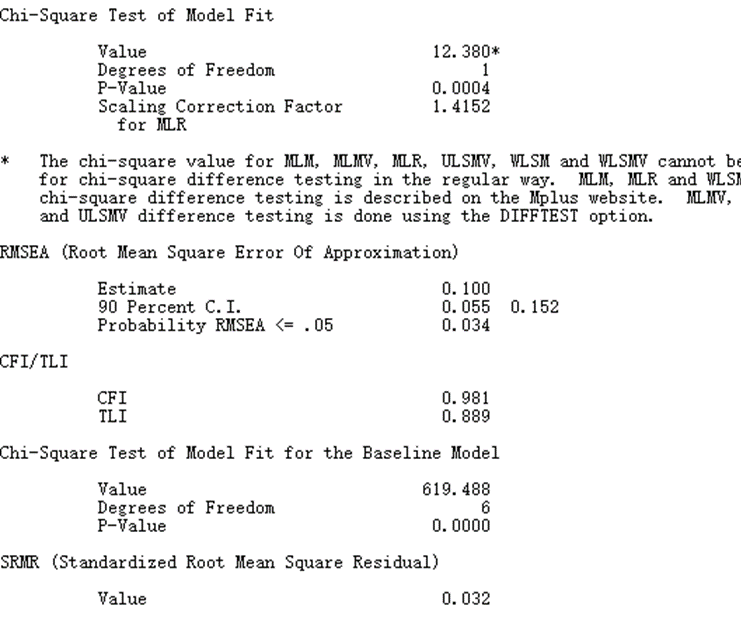 Chi-Square Test of Model Fit
Value 12.380*
Degrees of Freedom 1
P-Value 0.0004
Scaling Correction Factor 1.4152
for MLR
* The chi-square value for MLM, MLMV, MLR, ULSMV, WLSM and WLSMV cannot be
for chi-square difference testing in the regular way. MLM, MLR and WLSM
chi-square difference testing is described on the Mplus website. MLMV,
and ULSMV difference testing is done using the DIFFTEST option.
RMSEA (Root Mean Square Error Of Approximation)
Estimate 0.100
90 Percent C.I. 0.055 0.152
Probability RMSEA <= .05 0.034
CFI/TLI
CFI 0.981
TLI 0.889
Chi-Square Test of Model Fit for the Baseline Model
Value 619.488
Degrees of Freedom 6
P-Value 0.0000
SRMR (Standardized Root Mean Square Residual)
Value 0.032